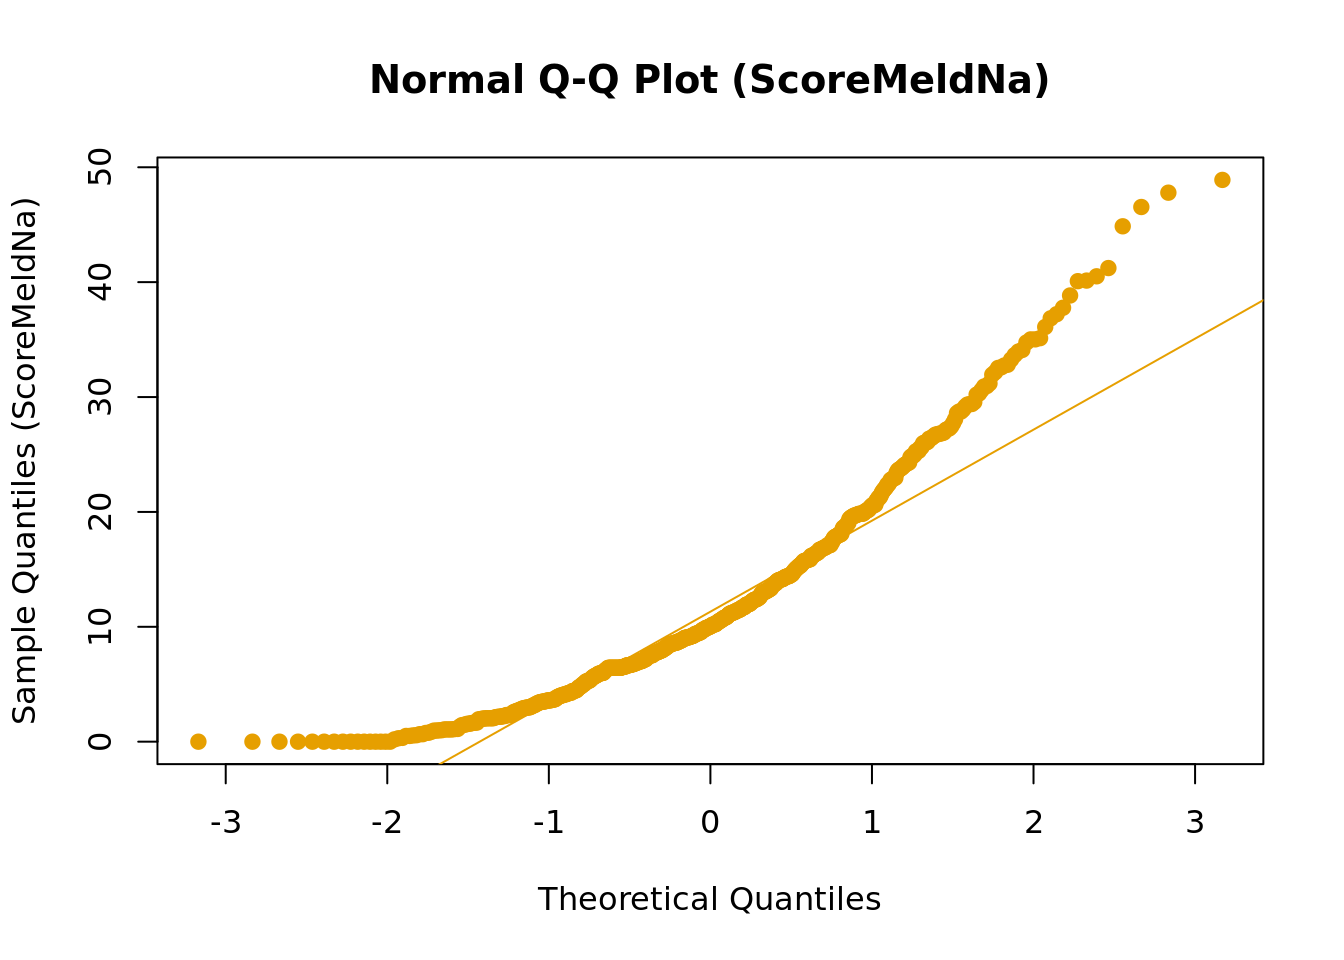 Normal Q-Q Plot (ScoreMeldNa)
Sample Quantiles (ScoreMeldNa)
50
40
30
20
10
0
-3 -2 -1 0 1 2 3
Theoretical Quantiles